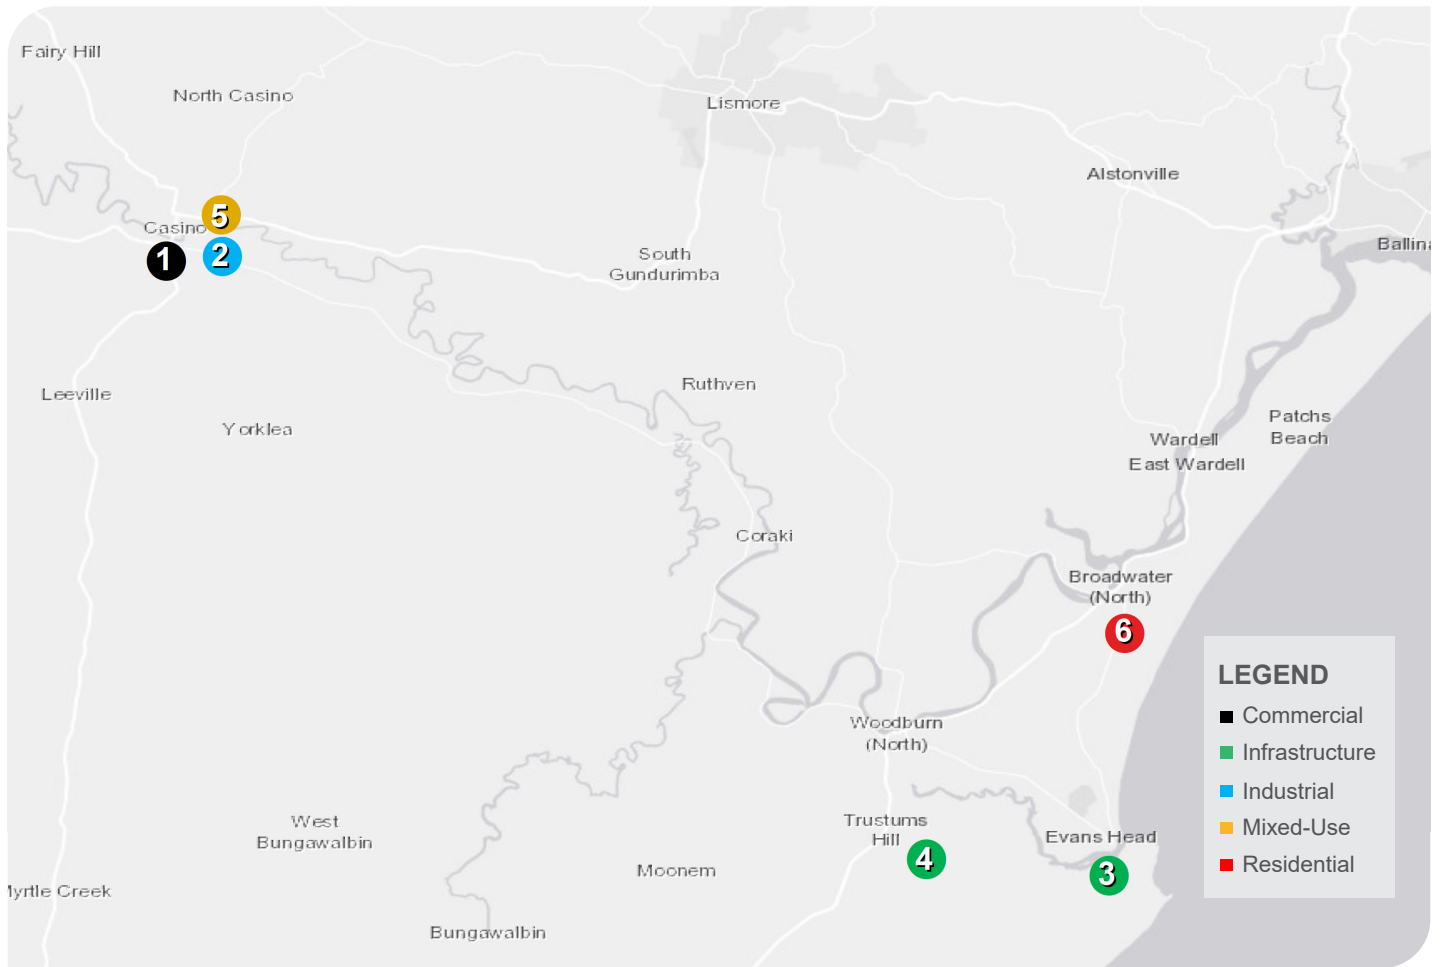 Fairy Hill
North Casino
Lismore
Alstonville
5
Casino
2
1
South
Gundurimba
Ballina
Leeville
Ruthven
Yorklea
Patchs
Beach
Wardell
East Wardell
Coraki
Broadwater
(North)
6
Woodburn
(North)
LEGEND
Commercial
Infrastructure
Industrial
Mixed-Use
Residential
West
Bungawalbin
Trustums
Hill
4
Evans Head
3
Moonem
Myrtle Creek
Bungawalbin